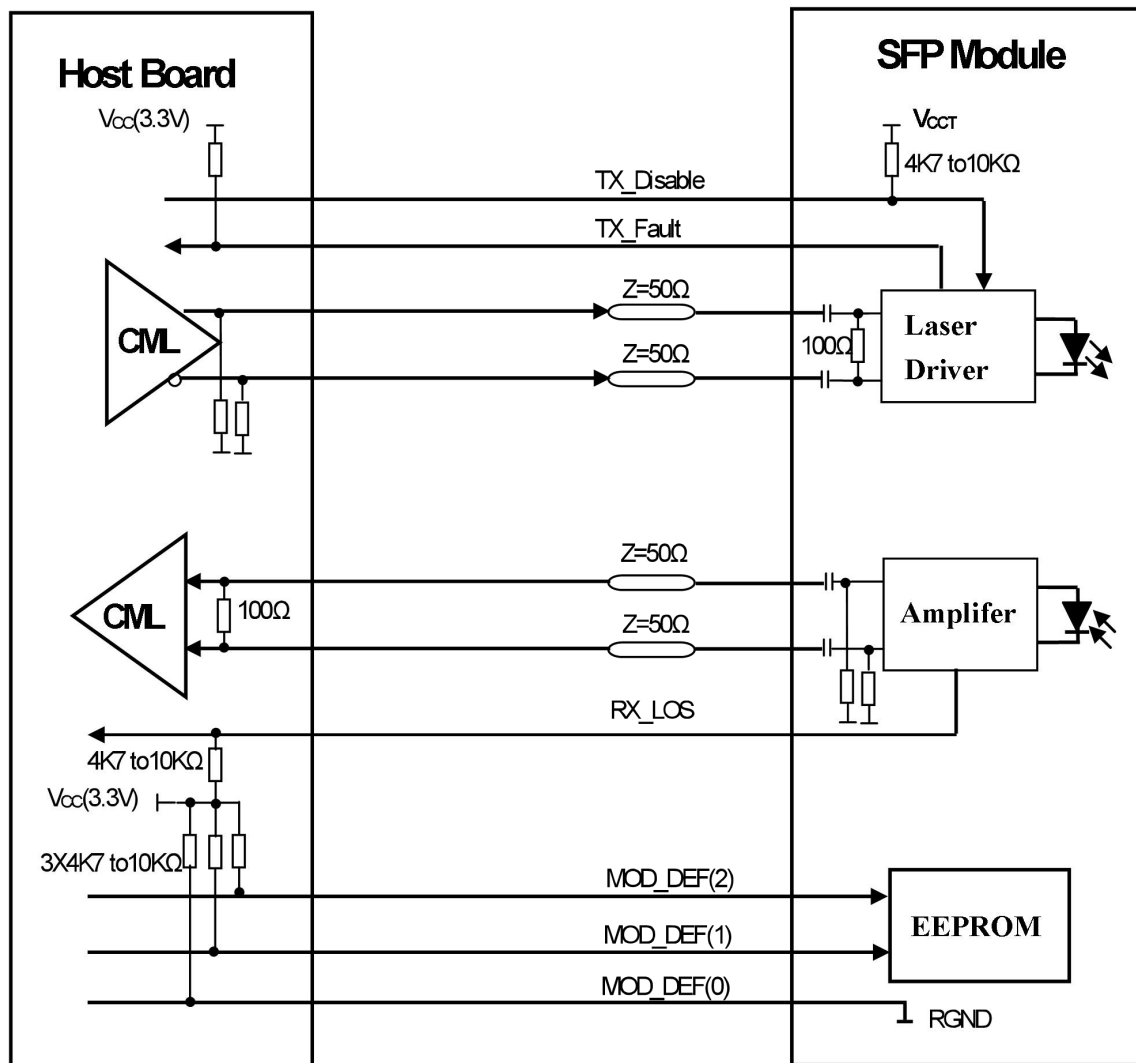 Host Board
SFP Module
VCC(3.3V)
VCCT
4K7 to10KΩ
TX_Disable
TX_Fault
Z=50Ω
CML
100Ω
Laser
Driver
Z=50Ω
Z=50Ω
CML
100Ω
Amplifer
Z=50Ω
RX_LOS
4K7 to10KΩ
VCC(3.3V)
3X4K7 to10KΩ
MOD_DEF(2)
EEPROM
MOD_DEF(1)
MOD_DEF(0)
RGND